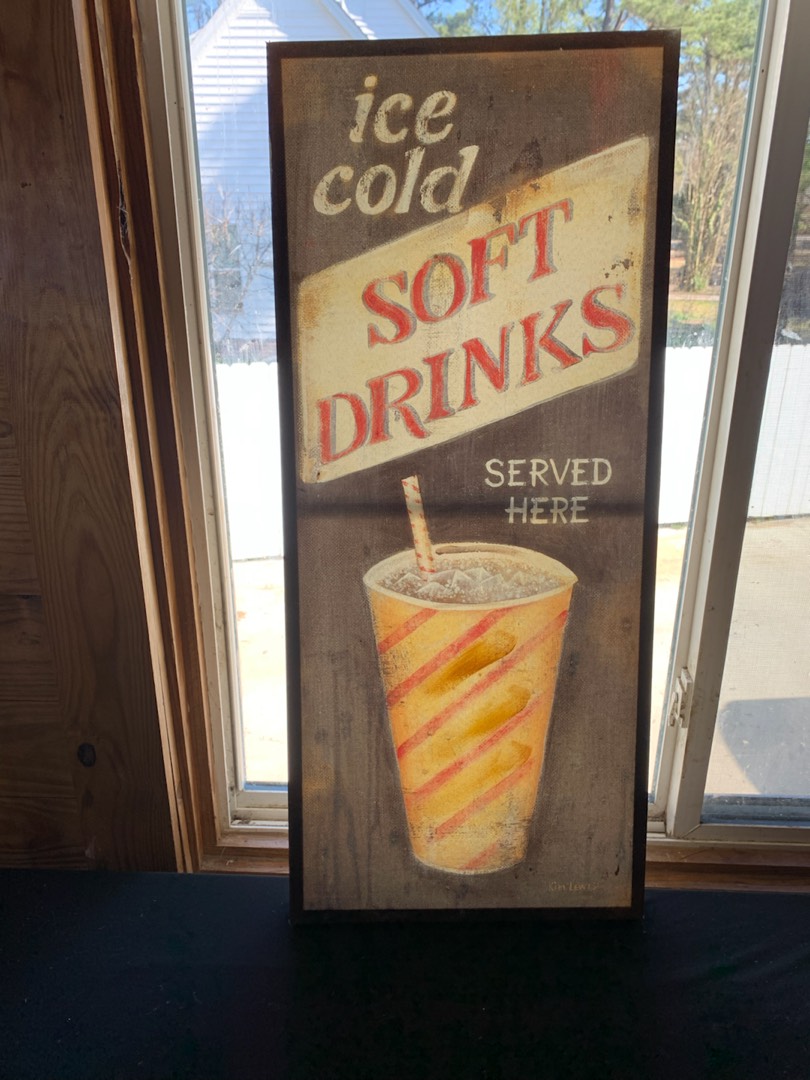 ice
cold
SOFT
DRINKS
SERVED
HERE